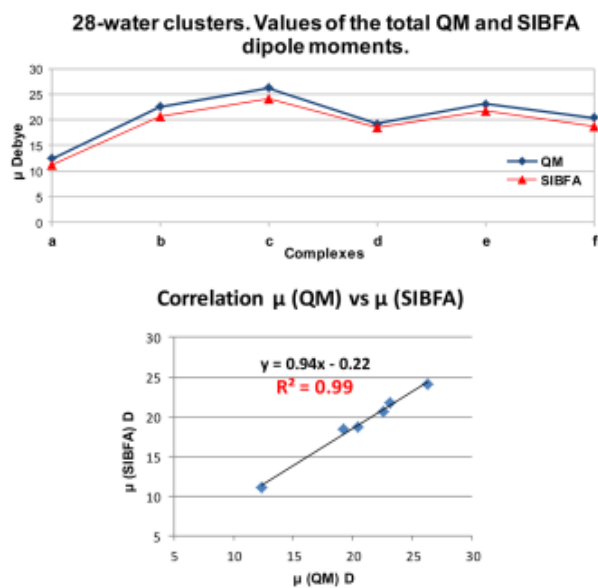 28-water clusters. Values of the total QM and SIBFA
dipole moments.
30
25
20
15
10
5
0
μ Debye
QM
SIBFA
a b c d e f
Complexes
Correlation μ (QM) vs μ (SIBFA)
30
25
20
15
10
5
μ (SIBFA) D
y = 0.94x - 0.22
R² = 0.99
5 10 15 20 25 30
μ (QM) D